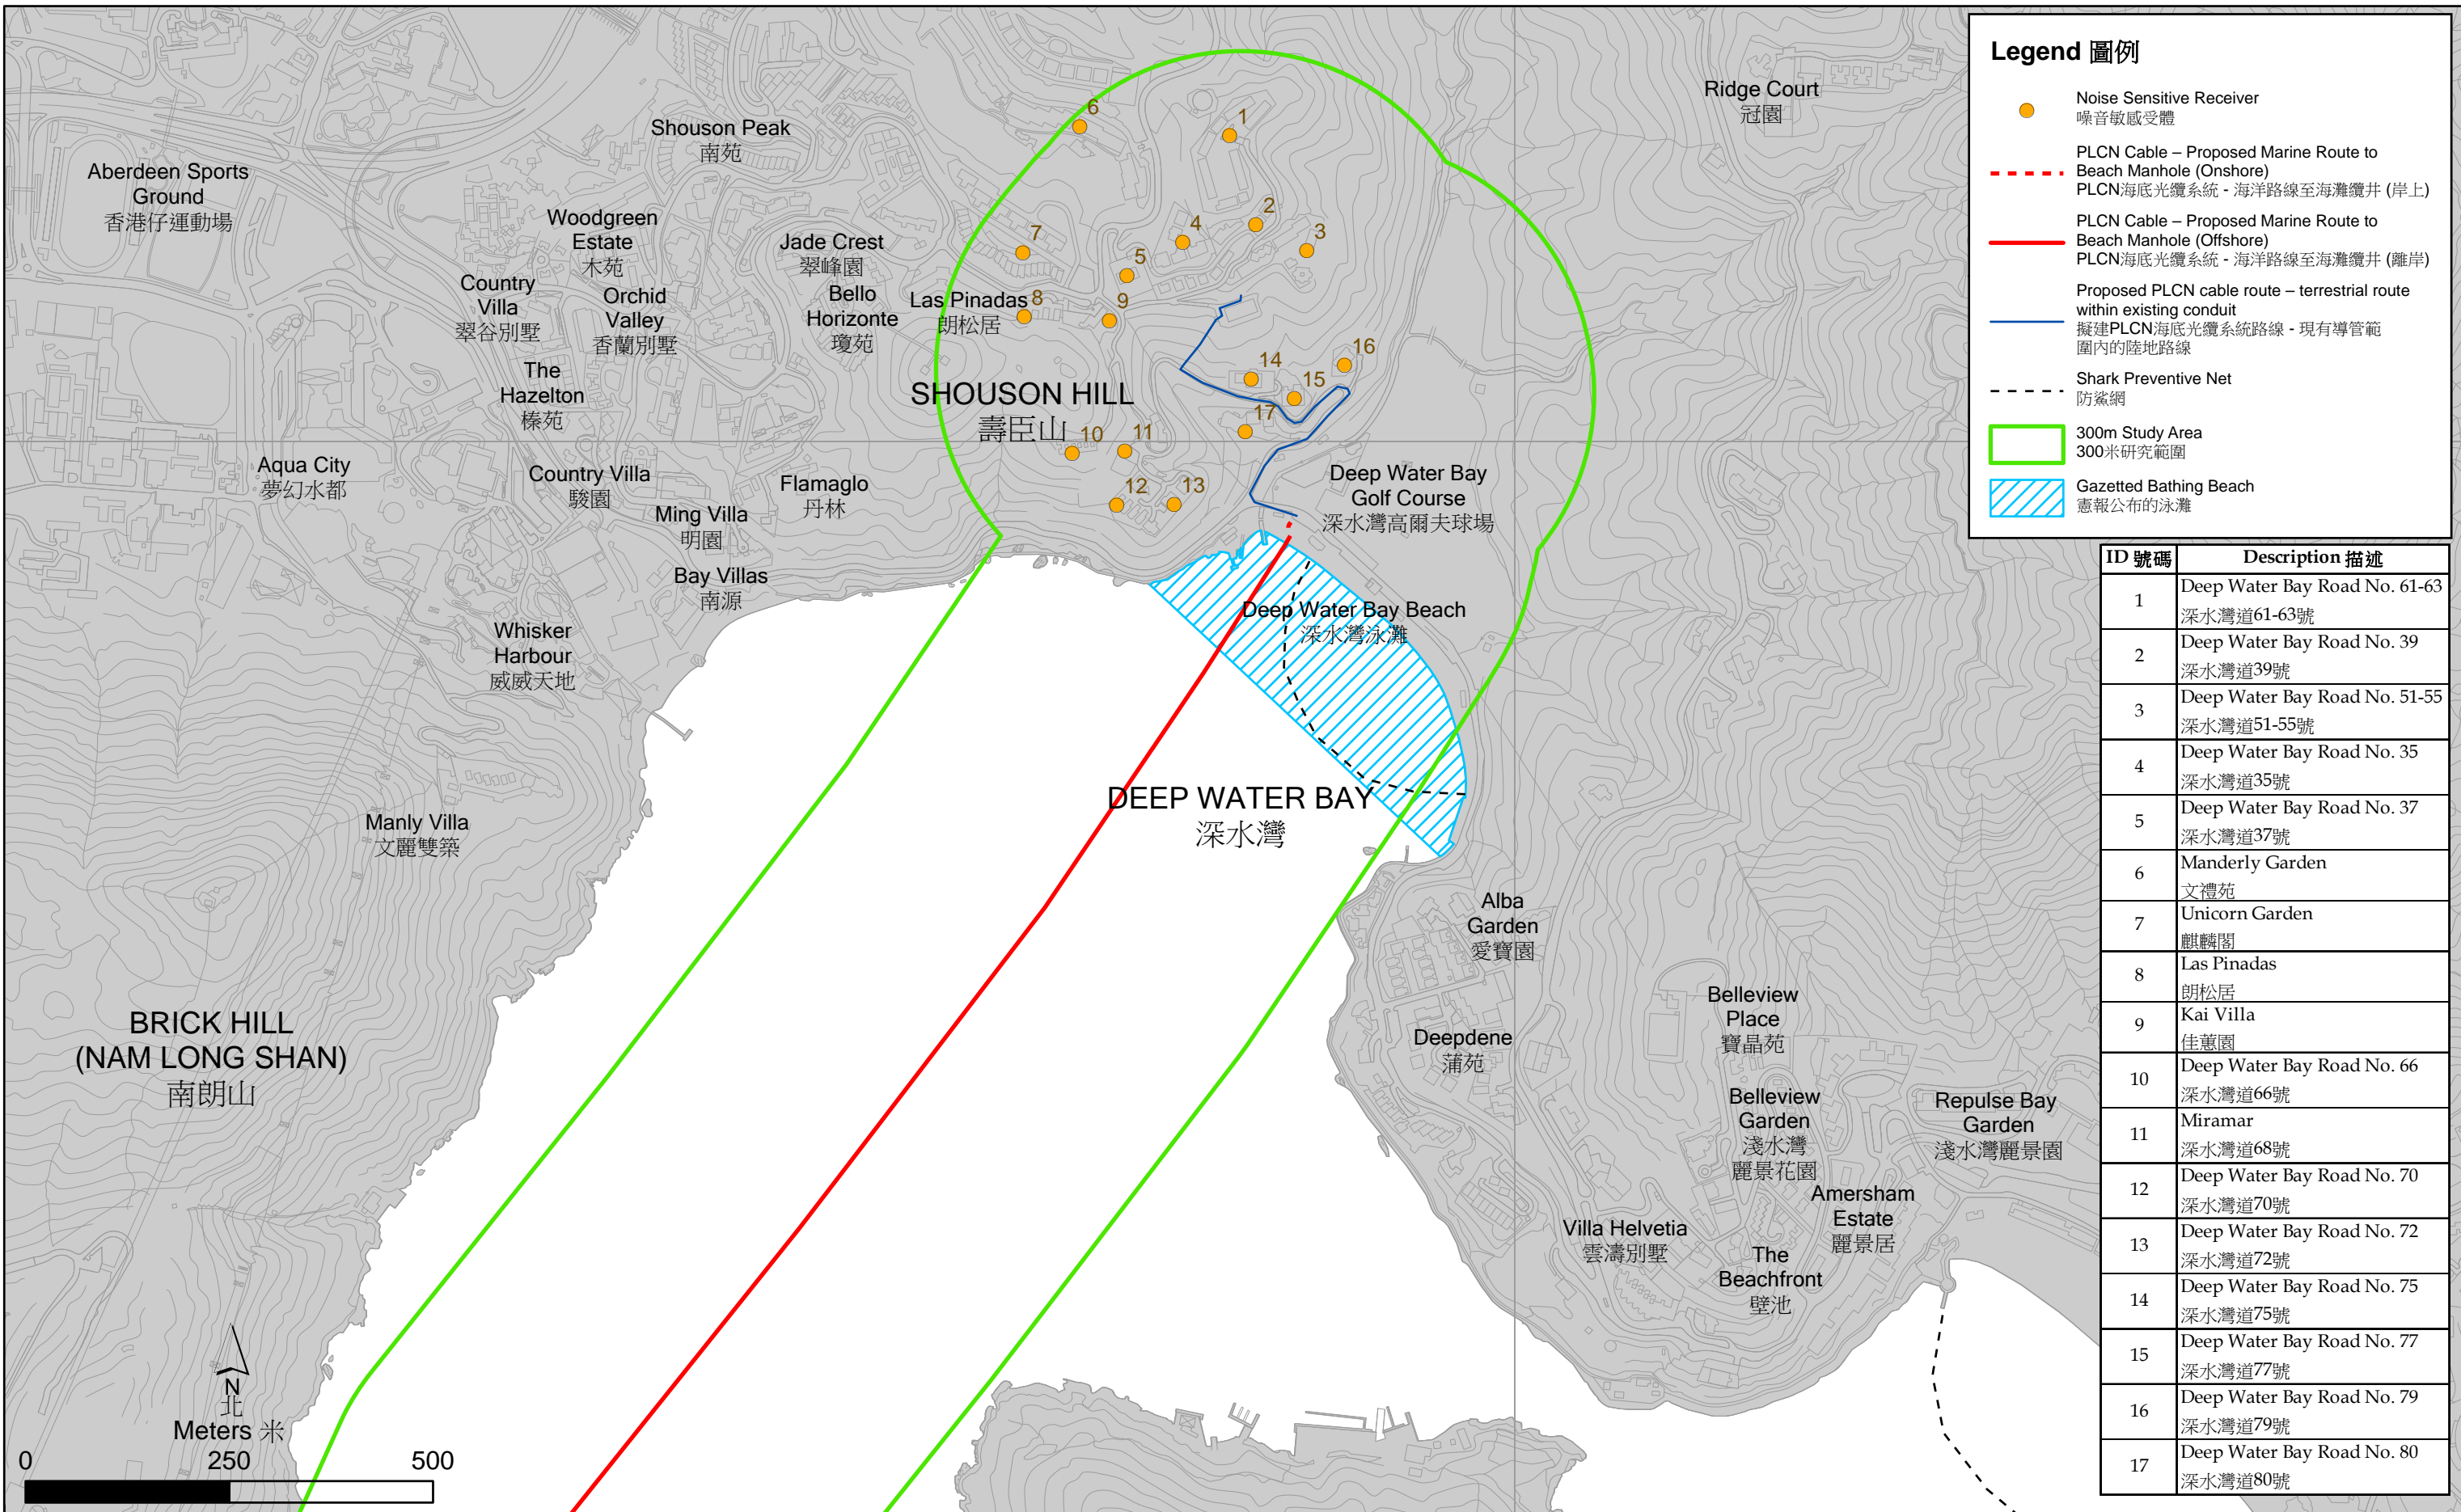 Legend 圖例
Noise Sensitive Receiver
噪音敏感受體
PLCN Cable – Proposed Marine Route to
Beach Manhole (Onshore)
PLCN海底光纜系統 - 海洋路線至海灘纜井 (岸上)
PLCN Cable – Proposed Marine Route to
Beach Manhole (Offshore)
PLCN海底光纜系統 - 海洋路線至海灘纜井 (離岸)
Proposed PLCN cable route – terrestrial route
within existing conduit
擬建PLCN海底光纜系統路線 - 現有導管範
圍內的陸地路線
Shark Preventive Net
防鯊網
300m Study Area
300米研究範圍
Gazetted Bathing Beach
憲報公布的泳灘
ID 號碼 Description 描述
1 Deep Water Bay Road No. 61-63
深水灣道61-63號
2 Deep Water Bay Road No. 39
深水灣道39號
3 Deep Water Bay Road No. 51-55
深水灣道51-55號
4 Deep Water Bay Road No. 35
深水灣道35號
5 Deep Water Bay Road No. 37
深水灣道37號
6 Manderly Garden
文禮苑
7 Unicorn Garden
麒麟閣
8 Las Pinadas
朗松居
9 Kai Villa
佳蕙園
10 Deep Water Bay Road No. 66
深水灣道66號
11 Miramar
深水灣道68號
12 Deep Water Bay Road No. 70
深水灣道70號
13 Deep Water Bay Road No. 72
深水灣道72號
14 Deep Water Bay Road No. 75
深水灣道75號
15 Deep Water Bay Road No. 77
深水灣道77號
16 Deep Water Bay Road No. 79
深水灣道79號
17 Deep Water Bay Road No. 80
深水灣道80號
Ridge Court
冠園
Shouson Peak
南苑
Aberdeen Sports
Ground
香港仔運動場
Woodgreen
Estate
木苑
Jade Crest
翠峰園
Country
Villa
翠谷別墅
Orchid
Valley
香蘭別墅
Bello
Horizonte
瓊苑
Las Pinadas
朗松居
The
Hazelton
榛苑
SHOUSON HILL
壽臣山
Aqua City
夢幻水都
Country Villa
駿園
Flamaglo
丹林
Ming Villa
明園
Bay Villas
南源
Deep Water Bay
Golf Course
深水灣高爾夫球場
Whisker
Harbour
威威天地
Deep Water Bay Beach
深水灣泳灘
DEEP WATER BAY
深水灣
Manly Villa
文麗雙築
Alba
Garden
愛寶園
Deepdene
蒲苑
Belleview
Place
寶晶苑
BRICK HILL
(NAM LONG SHAN)
南朗山
Belleview
Garden
淺水灣
麗景花園
Repulse Bay
Garden
淺水灣麗景園
Amersham
Estate
麗景居
Villa Helvetia
雲濤別墅
The
Beachfront
壁池
6
1
2
3
4
5
7
8
9
16
14
15
17
10
11
12
13
N
北
Meters 米
0 250 500